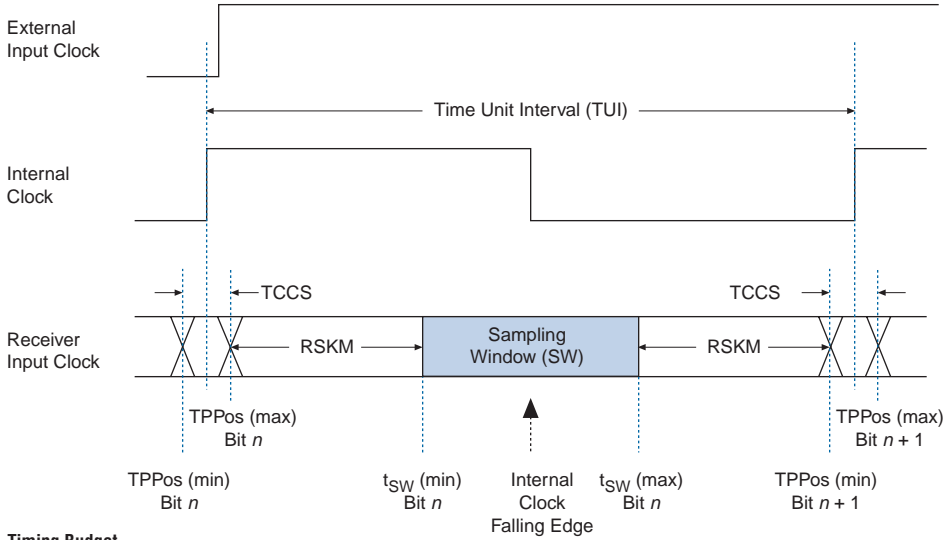 External
Input Clock
Time Unit Interval (TUI)
Internal
Clock
TCCS
TCCS
Receiver
Input Clock
RSKM
Sampling
Window (SW)
RSKM
TPPos (max)
Bit n
TPPos (max)
Bit n + 1
TPPos (min)
Bit n
tSW (min)
Bit n
Internal
Clock
Falling Edge
tSW (max)
Bit n
TPPos (min)
Bit n + 1
Timing Budget